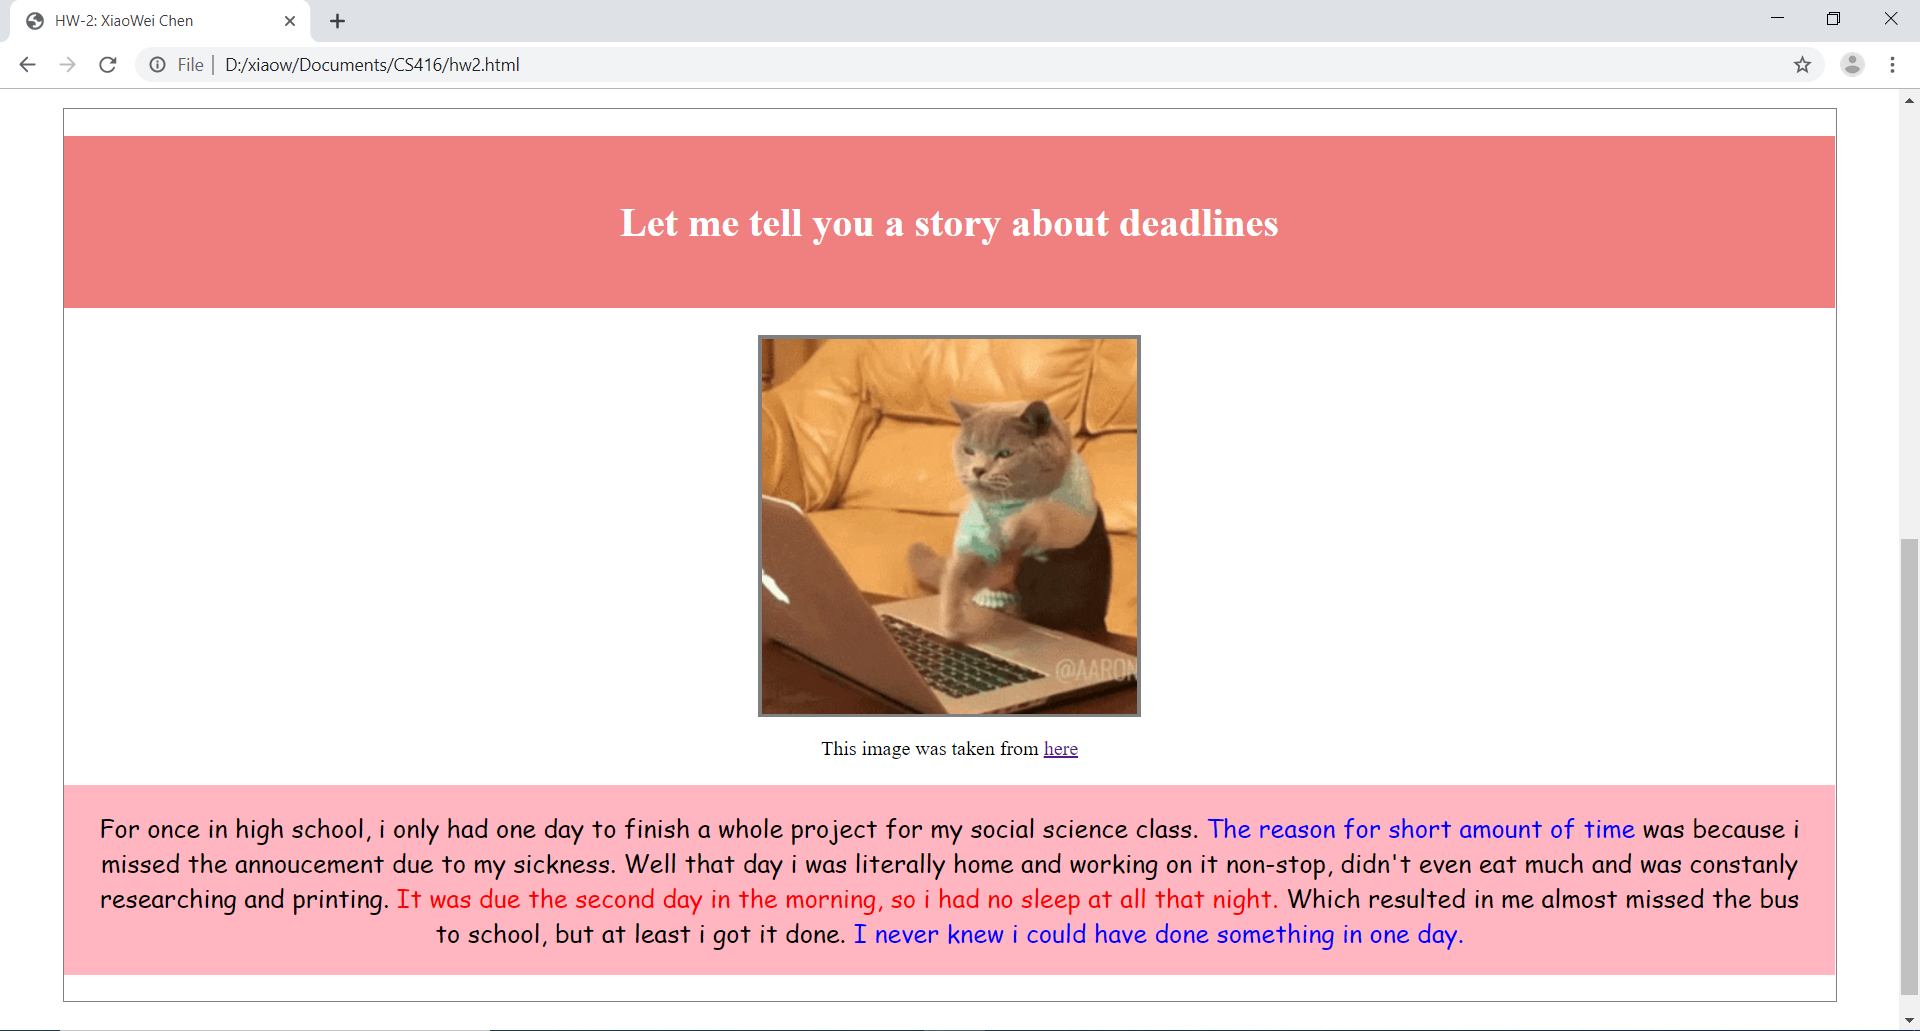 HW-2: XiaoWei Chen
File | D:/xiaow/Documents/CS416/hw2.html
Let me tell you a story about deadlines
@AARON
This image was taken from here
For once in high school, i only had one day to finish a whole project for my social science class. The reason for short amount of time was because i
missed the annoucement due to my sickness. Well that day i was literally home and working on it non-stop, didn't even eat much and was constanly
researching and printing. It was due the second day in the morning, so i had no sleep at all that night. Which resulted in me almost missed the bus
to school, but at least i got it done. I never knew i could have done something in one day.